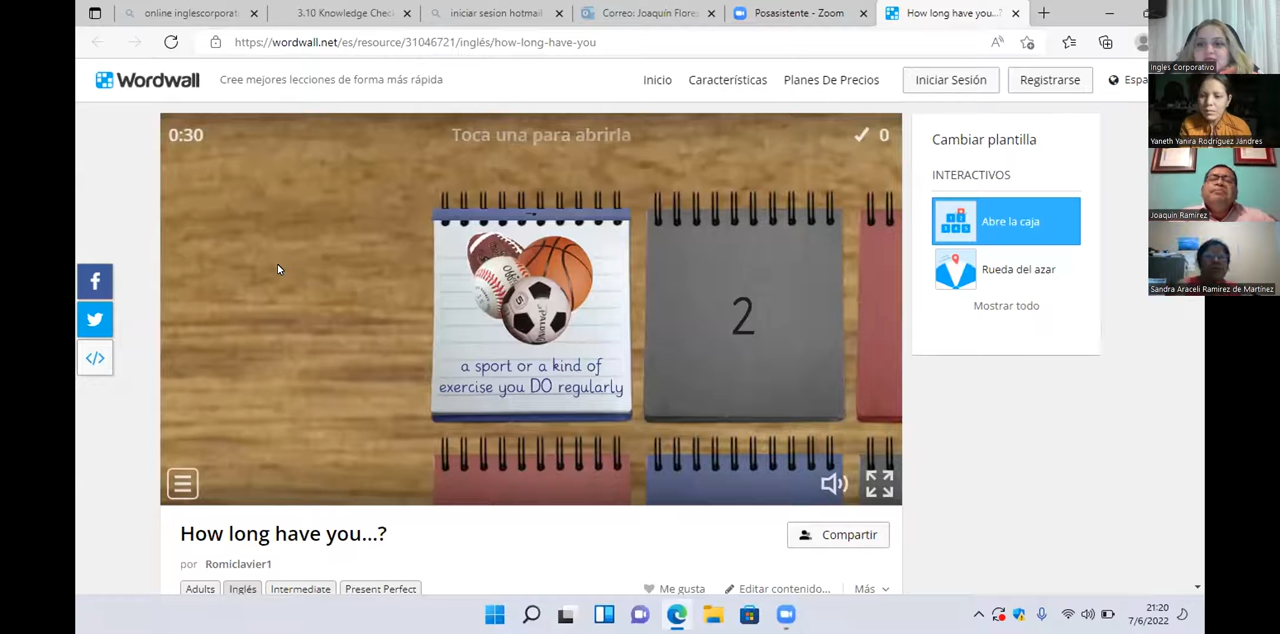 online inglescorporat
3.10 Knowledge Chec
iniciar sesion hotmail
Correo: Joaquín Flore
Posasistente - Zoom
How long have you...?
https://wordwall.net/es/resource/31046721/inglés/how-long-have-you
Wordwall
Cree mejores lecciones de forma más rápida
Inicio
Características
Planes De Precios
Iniciar Sesión
Registrarse
Espa
Ingles Corporativo
Yaneth Yanira Rodríguez Jándres
Joaquin Ramirez
Sandra Araceli Ramirez de Martínez
0:30
Toca una para abrirla
0
a sport or a kind of
exercise you DO regularly
2
Cambiar plantilla
INTERACTIVOS
Abre la caja
Rueda del azar
Mostrar todo
How long have you...?
Compartir
por Romiclavier1
Adults
Inglés
Intermediate
Present Perfect
Me gusta
Editar contenido...
Más
21:20
7/6/2022